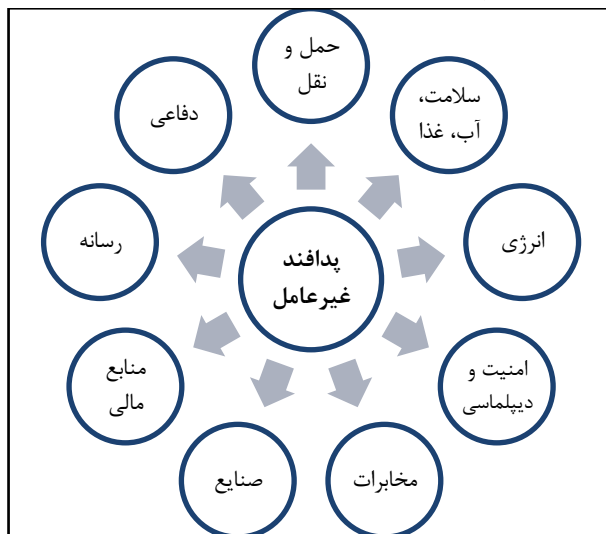 حمل و
نقل
سلامت،
آب، غذا
انرژی
امنیت و
دیپلماسی
مخابرات
صنایع
منابع
مالی
رسانه
دفاعی
پدافند
غیرعامل